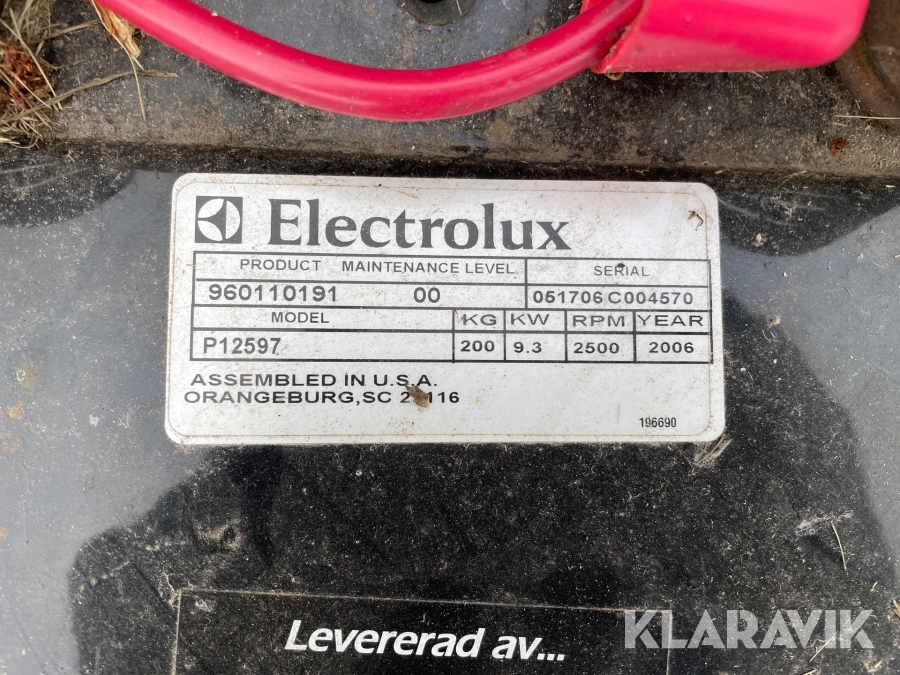 Electrolux
PRODUCT MAINTENANCE LEVEL SERIAL
960110191 00 051706 C004570
MODEL KG KW RPM YEAR
P12597 200 9.3 2500 2006
ASSEMBLED IN U.S.A.
ORANGEBURG,SC
196690
Levererad av...
KLARAVIK